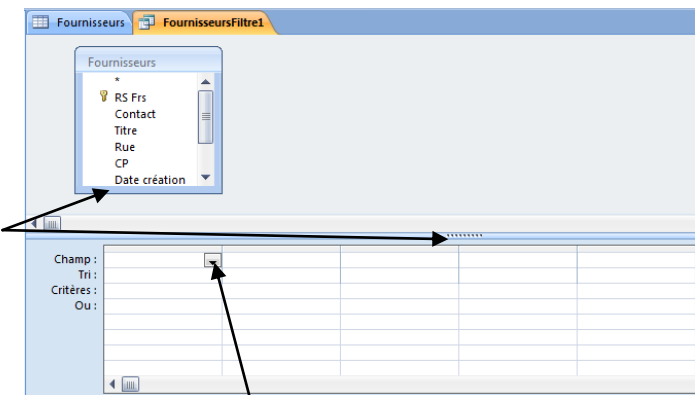 Fournisseurs FournisseursFiltre1
Fournisseurs
*
RS Frs
Contact
Titre
Rue
CP
Date création
Champ :
Tri :
Critères :
Ou :